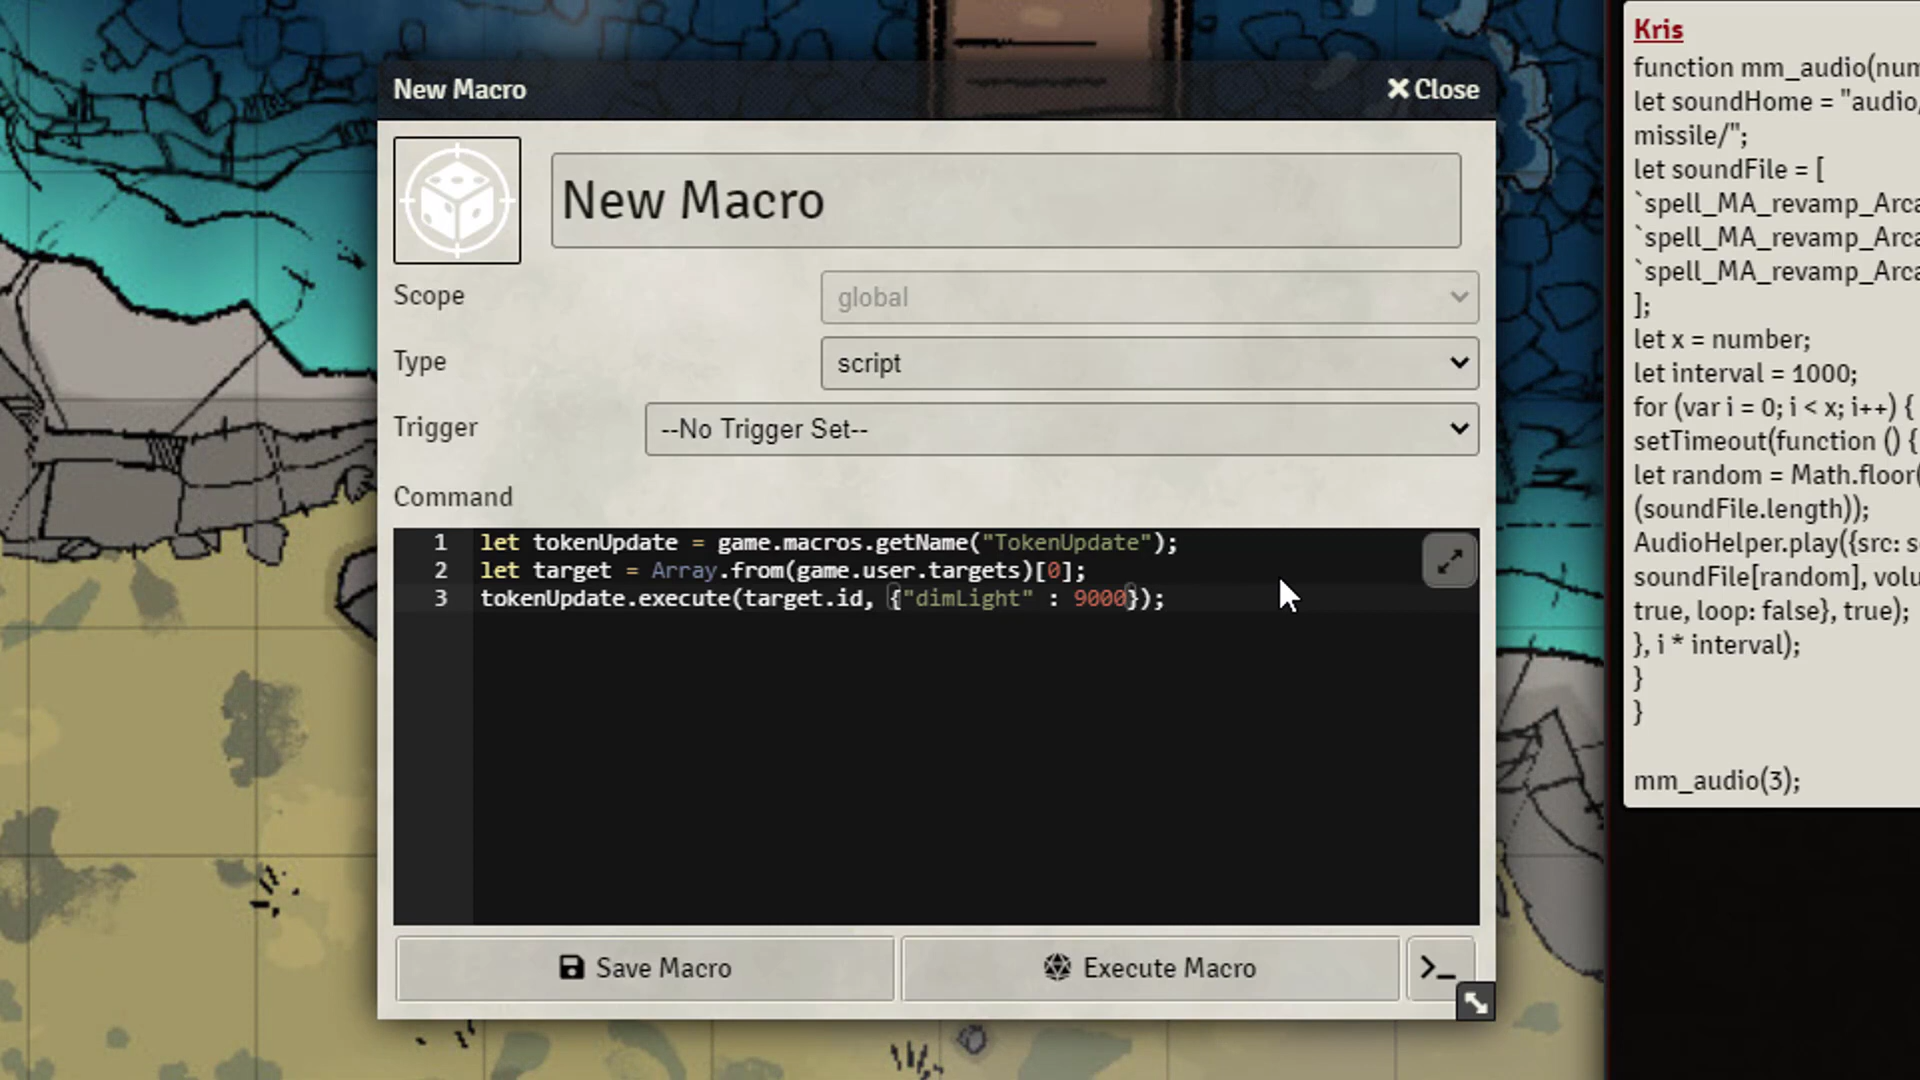 New Macro
Close
New Macro
Scope
global
Type
script
Trigger
--No Trigger Set--
Command
1 let tokenUpdate = game.macros.getName("TokenUpdate");
2 let target = Array.from(game.user.targets)[0];
3 tokenUpdate.execute(target.id, {"dimLight" : 9000});
Save Macro
Execute Macro
>_
Kris
function mm_audio(num
let soundHome = "audio/
missile/";
let soundFile = [
`spell_MA_revamp_Arca
`spell_MA_revamp_Arca
`spell_MA_revamp_Arca
];
let x = number;
let interval = 1000;
for (var i = 0; i < x; i++) {
setTimeout(function () {
let random = Math.floor(
(soundFile.length));
AudioHelper.play({src: s
soundFile[random], volu
true, loop: false}, true);
}, i * interval);
}
}
mm_audio(3);